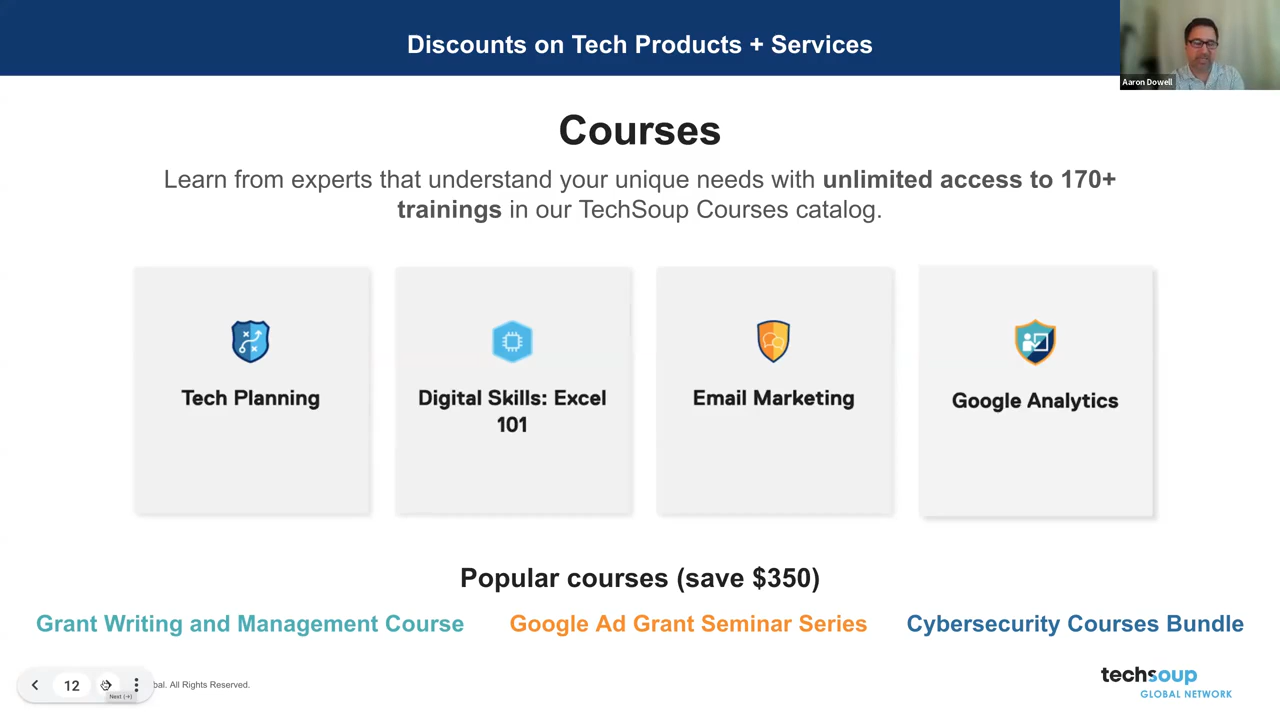 Discounts on Tech Products + Services
Aaron Dowell
Courses
Learn from experts that understand your unique needs with unlimited access to 170+
trainings in our TechSoup Courses catalog.
Tech Planning
Digital Skills: Excel
101
Email Marketing
Google Analytics
Popular courses (save $350)
Grant Writing and Management Course
Google Ad Grant Seminar Series
Cybersecurity Courses Bundle
12
bal. All Rights Reserved.
Next (→)
techsoup
GLOBAL NETWORK